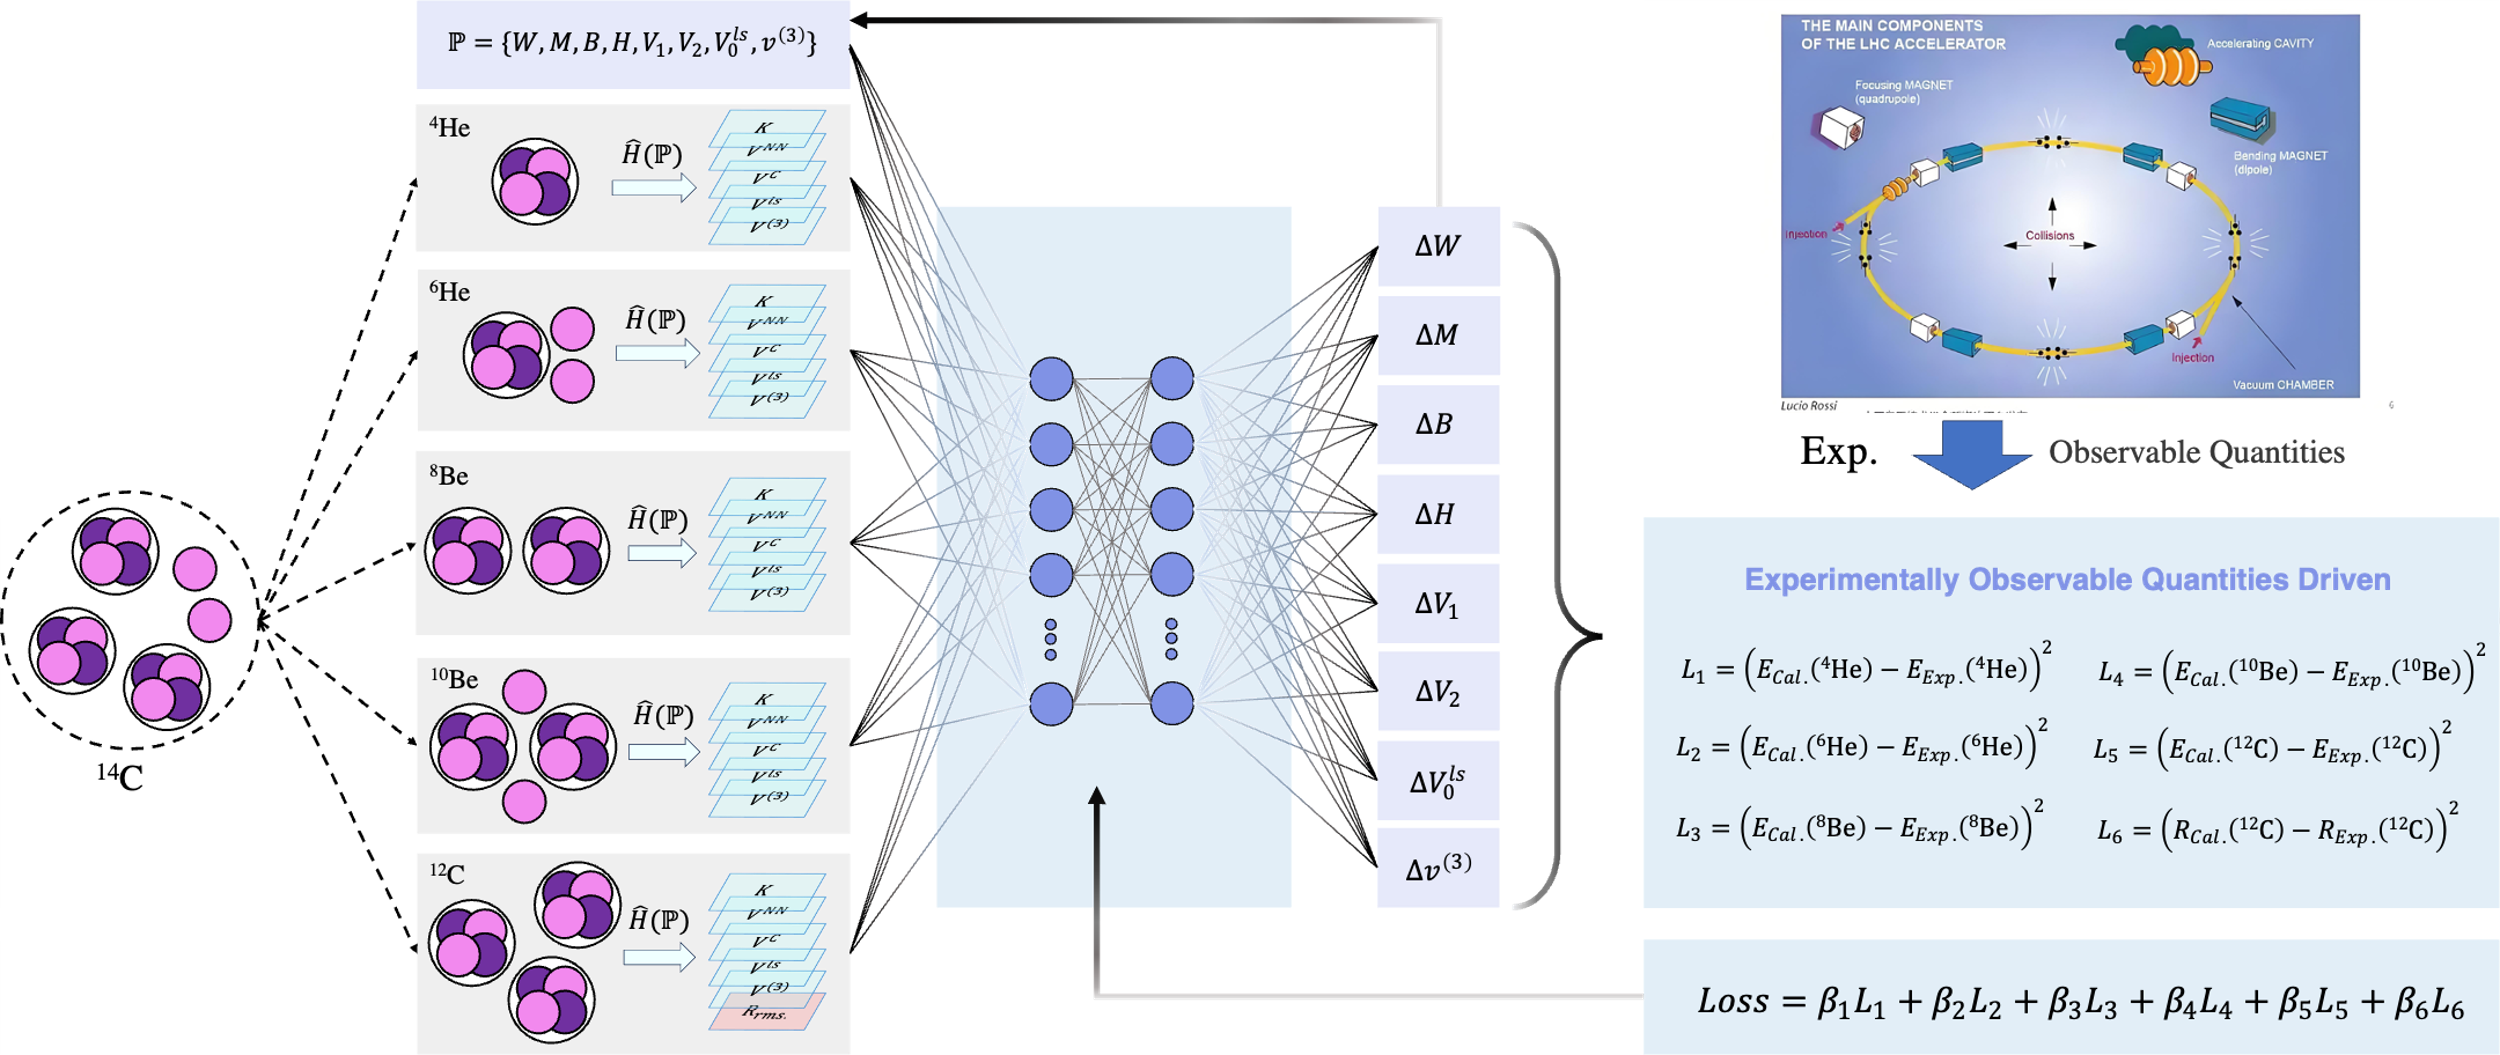 ℙ = {W, M, B, H, V₁, V₂, V₀ˡˢ, v⁽³⁾}
⁴He
Ĥ(ℙ)
K
Vᴺᴺ
Vᶜ
Vˡˢ
V⁽³⁾
⁶He
Ĥ(ℙ)
K
Vᴺᴺ
Vᶜ
Vˡˢ
V⁽³⁾
⁸Be
Ĥ(ℙ)
K
Vᴺᴺ
Vᶜ
Vˡˢ
V⁽³⁾
¹⁰Be
Ĥ(ℙ)
K
Vᴺᴺ
Vᶜ
Vˡˢ
V⁽³⁾
¹²C
Ĥ(ℙ)
K
Vᴺᴺ
Vᶜ
Vˡˢ
V⁽³⁾
Rrms.
¹⁴C
ΔW
ΔM
ΔB
ΔH
ΔV₁
ΔV₂
ΔV₀ˡˢ
Δv⁽³⁾
THE MAIN COMPONENTS
OF THE LHC ACCELERATOR
Accelerating CAVITY
Focusing MAGNET
(quadrupole)
Bending MAGNET
(dipole)
Injection
Collisions
Injection
Vacuum CHAMBER
Lucio Rossi
6
Exp.
Observable Quantities
Experimentally Observable Quantities Driven
L₁ = (E_Cal.(⁴He) − E_Exp.(⁴He))²
L₄ = (E_Cal.(¹⁰Be) − E_Exp.(¹⁰Be))²
L₂ = (E_Cal.(⁶He) − E_Exp.(⁶He))²
L₅ = (E_Cal.(¹²C) − E_Exp.(¹²C))²
L₃ = (E_Cal.(⁸Be) − E_Exp.(⁸Be))²
L₆ = (R_Cal.(¹²C) − R_Exp.(¹²C))²
Loss = β₁L₁ + β₂L₂ + β₃L₃ + β₄L₄ + β₅L₅ + β₆L₆